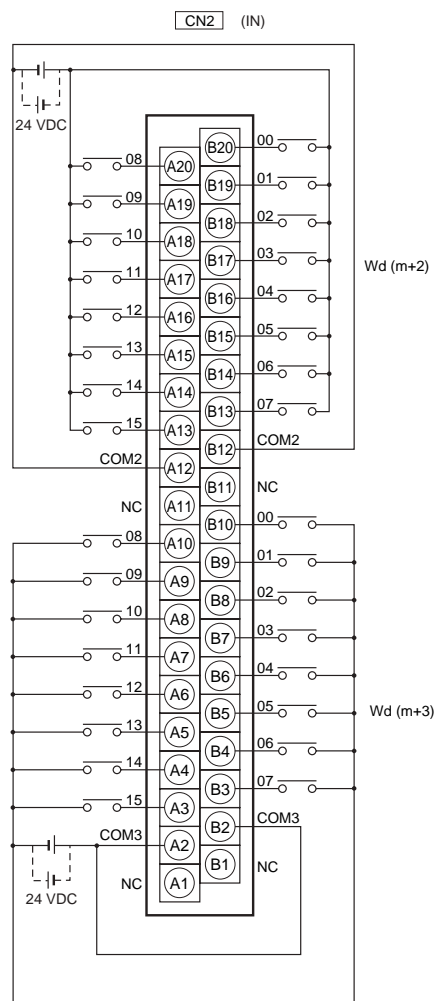 CN2 (IN)
24 VDC
08 A20 B20 00
09 A19 B19 01
10 A18 B18 02
11 A17 B17 03
Wd (m+2)
12 A16 B16 04
13 A15 B15 05
14 A14 B14 06
15 A13 B13 07
COM2 A12 B12 COM2
NC A11 B11 NC
08 A10 B10 00
09 A9 B9 01
10 A8 B8 02
11 A7 B7 03
12 A6 B6 04
13 A5 B5 05
Wd (m+3)
14 A4 B4 06
15 A3 B3 07
COM3 A2 B2 COM3
NC A1 B1 NC
24 VDC